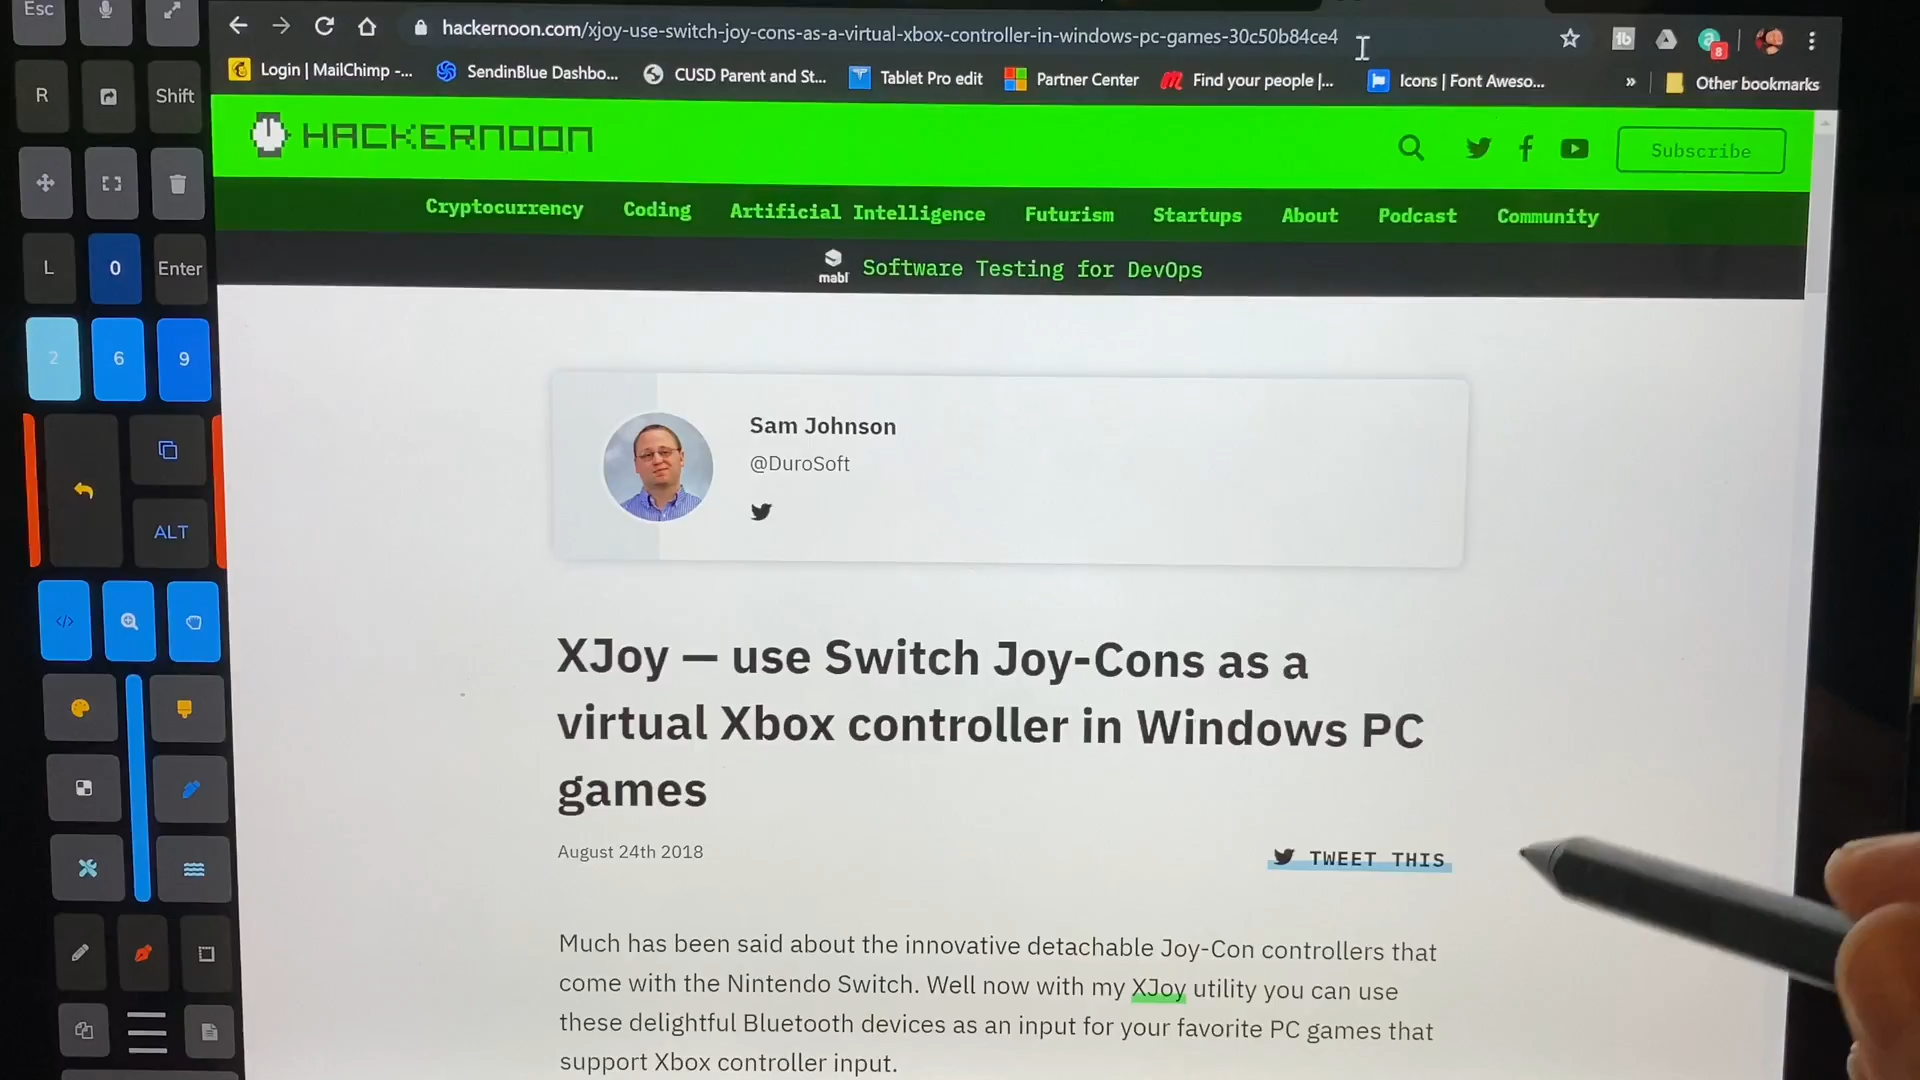 Esc
hackernoon.com/xjoy-use-switch-joy-cons-as-a-virtual-xbox-controller-in-windows-pc-games-30c50b84ce4
tb
a
8
Login | MailChimp -...
SendinBlue Dashbo...
CUSD Parent and St...
Tablet Pro edit
Partner Center
Find your people |...
Icons | Font Aweso...
»
Other bookmarks
R
Shift
HACKERNOON
Subscribe
Cryptocurrency
Coding
Artificial Intelligence
Futurism
Startups
About
Podcast
Community
L
0
Enter
mabl
Software Testing for DevOps
2
6
9
Sam Johnson
@DuroSoft
ALT
</>
XJoy — use Switch Joy-Cons as a
virtual Xbox controller in Windows PC
games
August 24th 2018
TWEET THIS
Much has been said about the innovative detachable Joy-Con controllers that
come with the Nintendo Switch. Well now with my XJoy utility you can use
these delightful Bluetooth devices as an input for your favorite PC games that
support Xbox controller input.